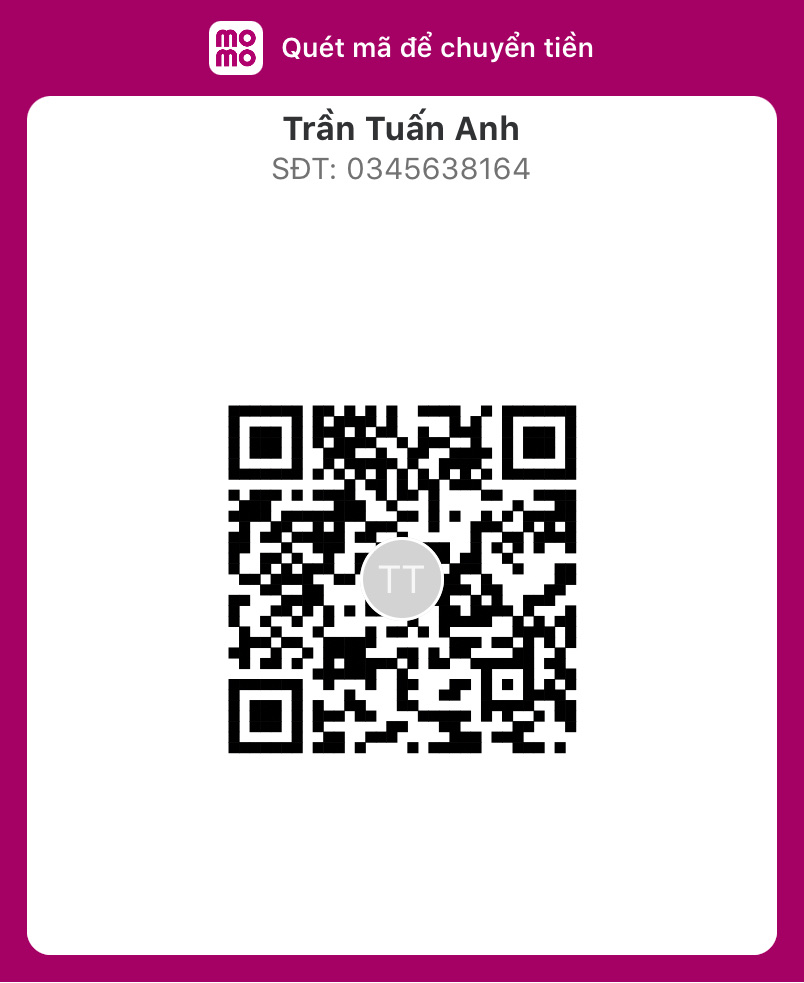 momo
Quét mã để chuyển tiền
Trần Tuấn Anh
SĐT: 0345638164
TT